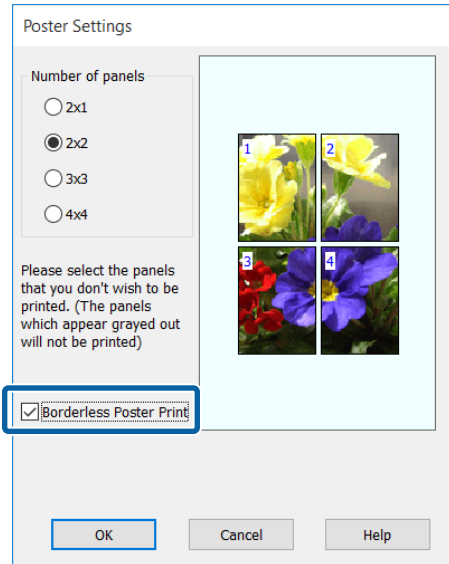 Poster Settings
Number of panels
2x1
2x2
3x3
4x4
Please select the panels
that you don't wish to be
printed. (The panels
which appear grayed out
will not be printed)
Borderless Poster Print
1 2
3 4
OK Cancel Help